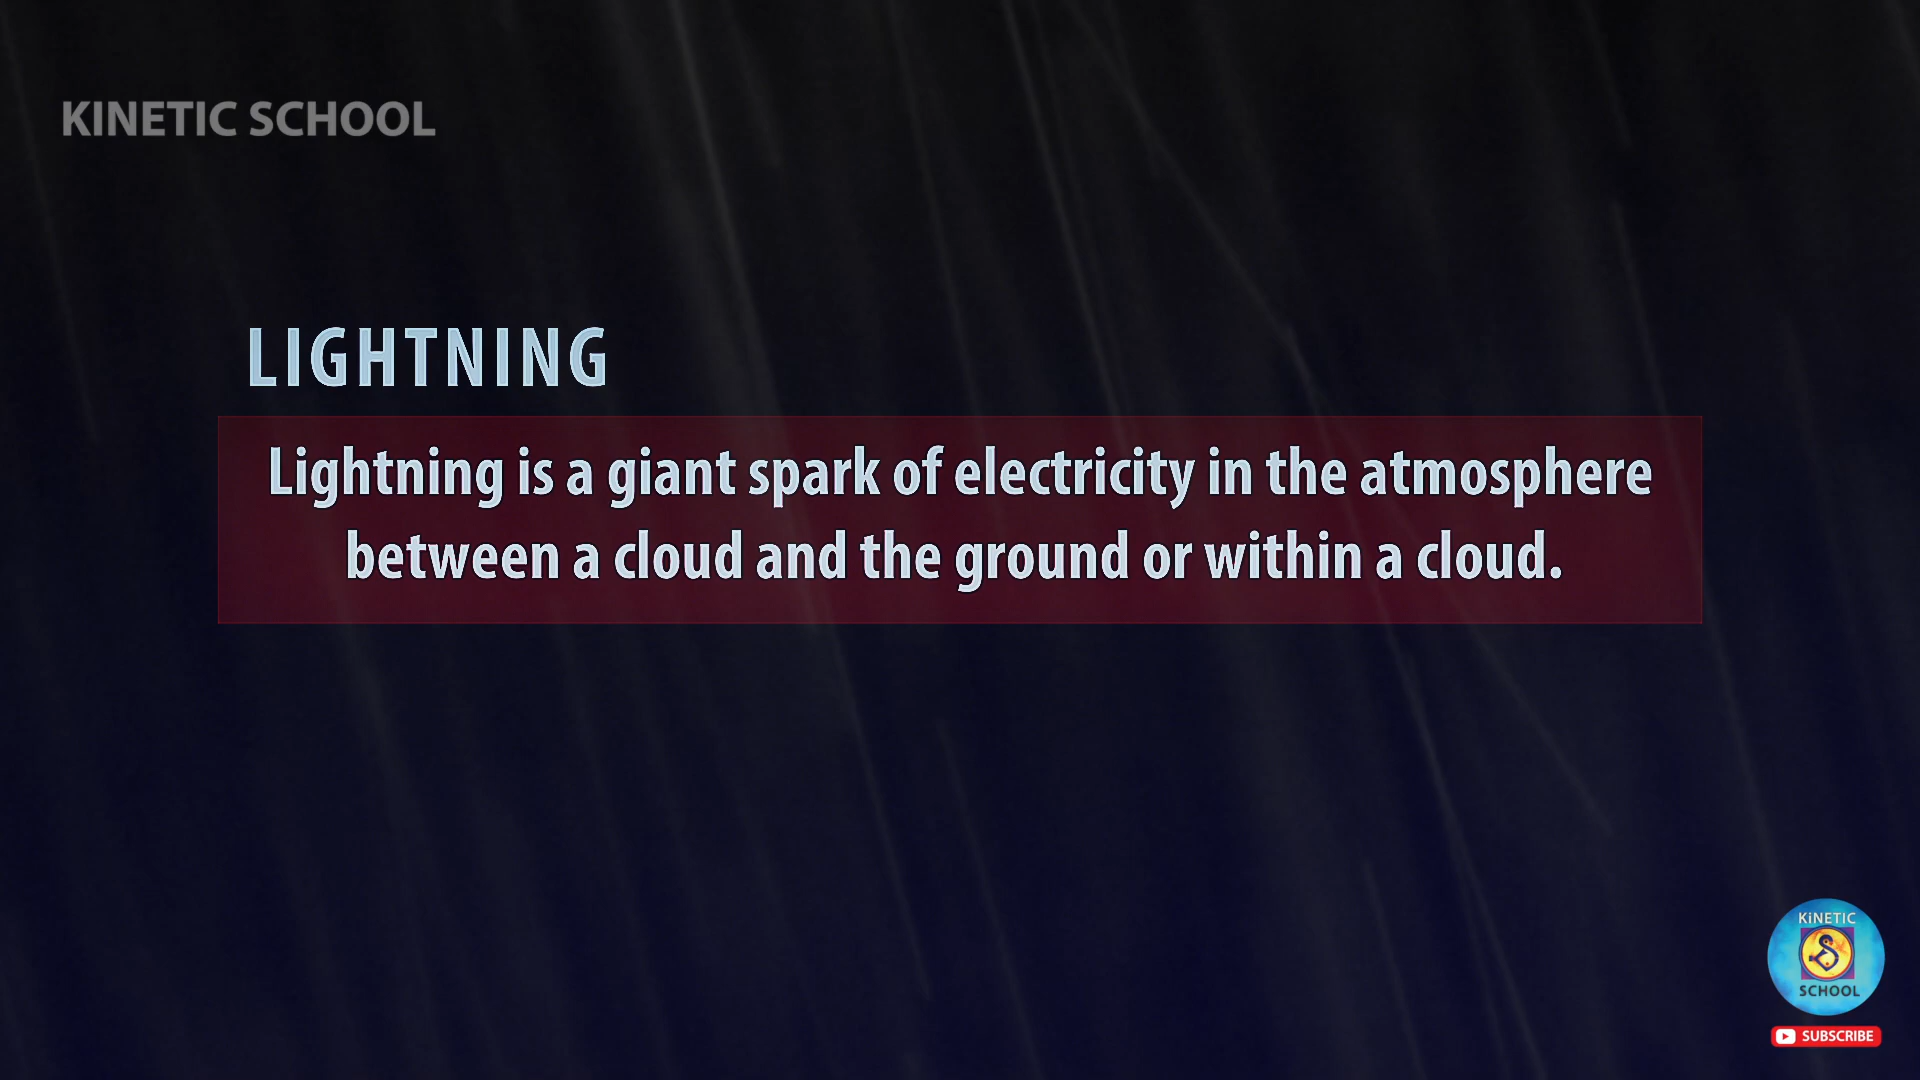 KINETIC SCHOOL
LIGHTNING
Lightning is a giant spark of electricity in the atmosphere
between a cloud and the ground or within a cloud.
KiNETIC
SCHOOL
SUBSCRIBE